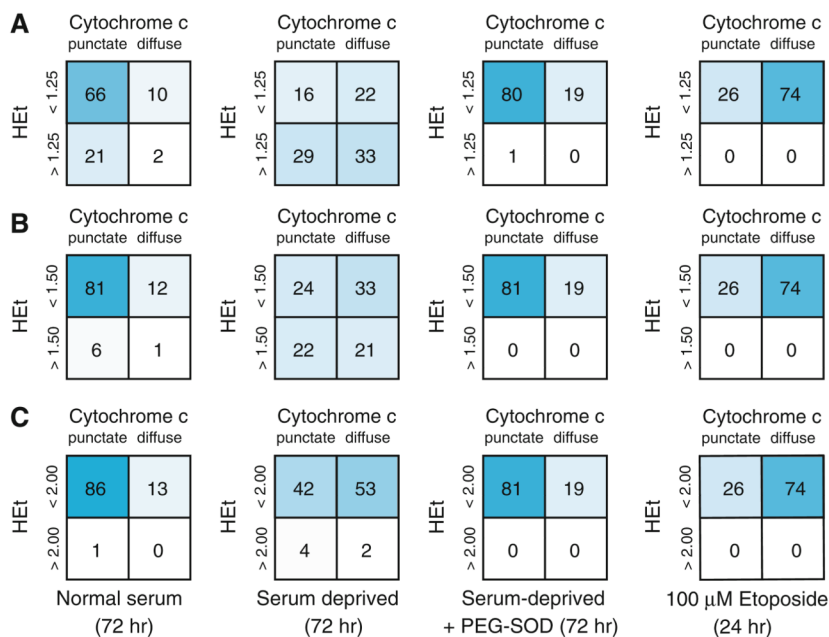 A
Cytochrome c Cytochrome c Cytochrome c Cytochrome c
punctate diffuse punctate diffuse punctate diffuse punctate diffuse
HEt < 1.25 66 10 HEt < 1.25 16 22 HEt < 1.25 80 19 HEt < 1.25 26 74
> 1.25 21 2 > 1.25 29 33 > 1.25 1 0 > 1.25 0 0
B
Cytochrome c Cytochrome c Cytochrome c Cytochrome c
punctate diffuse punctate diffuse punctate diffuse punctate diffuse
HEt < 1.50 81 12 HEt < 1.50 24 33 HEt < 1.50 81 19 HEt < 1.50 26 74
> 1.50 6 1 > 1.50 22 21 > 1.50 0 0 > 1.50 0 0
C
Cytochrome c Cytochrome c Cytochrome c Cytochrome c
punctate diffuse punctate diffuse punctate diffuse punctate diffuse
HEt < 2.00 86 13 HEt < 2.00 42 53 HEt < 2.00 81 19 HEt < 2.00 26 74
> 2.00 1 0 > 2.00 4 2 > 2.00 0 0 > 2.00 0 0
Normal serum Serum deprived Serum-deprived 100 µM Etoposide
(72 hr) (72 hr) + PEG-SOD (72 hr) (24 hr)